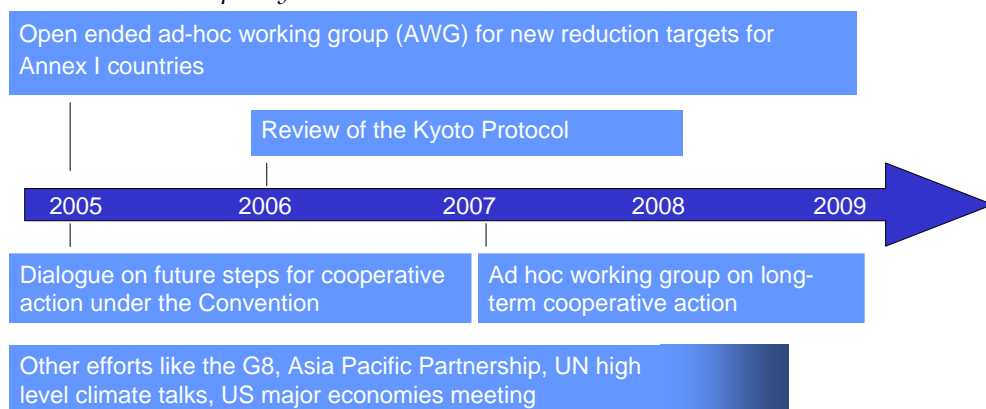 Open ended ad-hoc working group (AWG) for new reduction targets for
Annex I countries
Review of the Kyoto Protocol
2005 2006 2007 2008 2009
Dialogue on future steps for cooperative
action under the Convention
Ad hoc working group on long-
term cooperative action
Other efforts like the G8, Asia Pacific Partnership, UN high
level climate talks, US major economies meeting